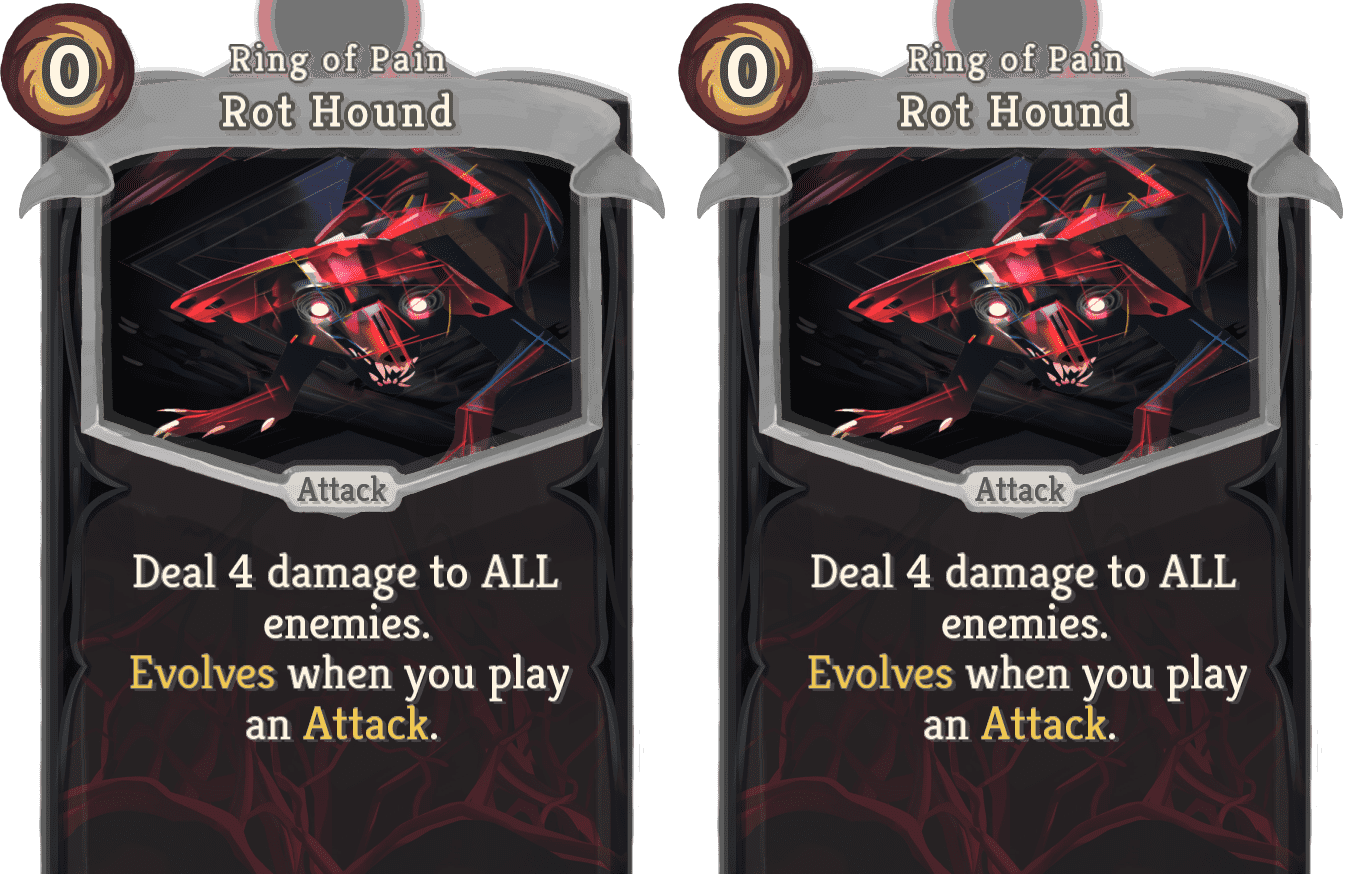 0
Ring of Pain
Rot Hound
Attack
Deal 4 damage to ALL
enemies.
Evolves when you play
an Attack.
0
Ring of Pain
Rot Hound
Attack
Deal 4 damage to ALL
enemies.
Evolves when you play
an Attack.